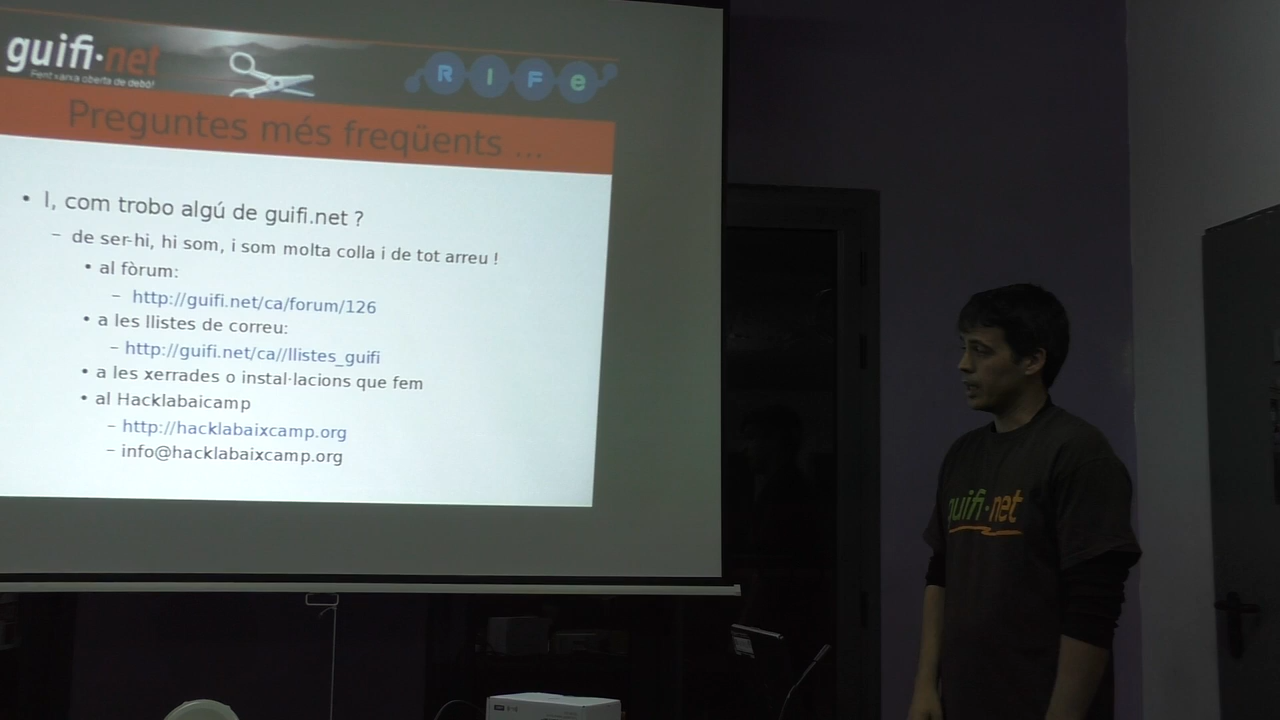 guifi·net
Fent xarxa oberta de debò!
R I F e
Preguntes més freqüents ...
• I, com trobo algú de guifi.net ?
– de ser-hi, hi som, i som molta colla i de tot arreu !
• al fòrum:
– http://guifi.net/ca/forum/126
• a les llistes de correu:
– http://guifi.net/ca//llistes_guifi
• a les xerrades o instal·lacions que fem
• al Hacklabaicamp
– http://hacklabaixcamp.org
– info@hacklabaixcamp.org
guifi·net